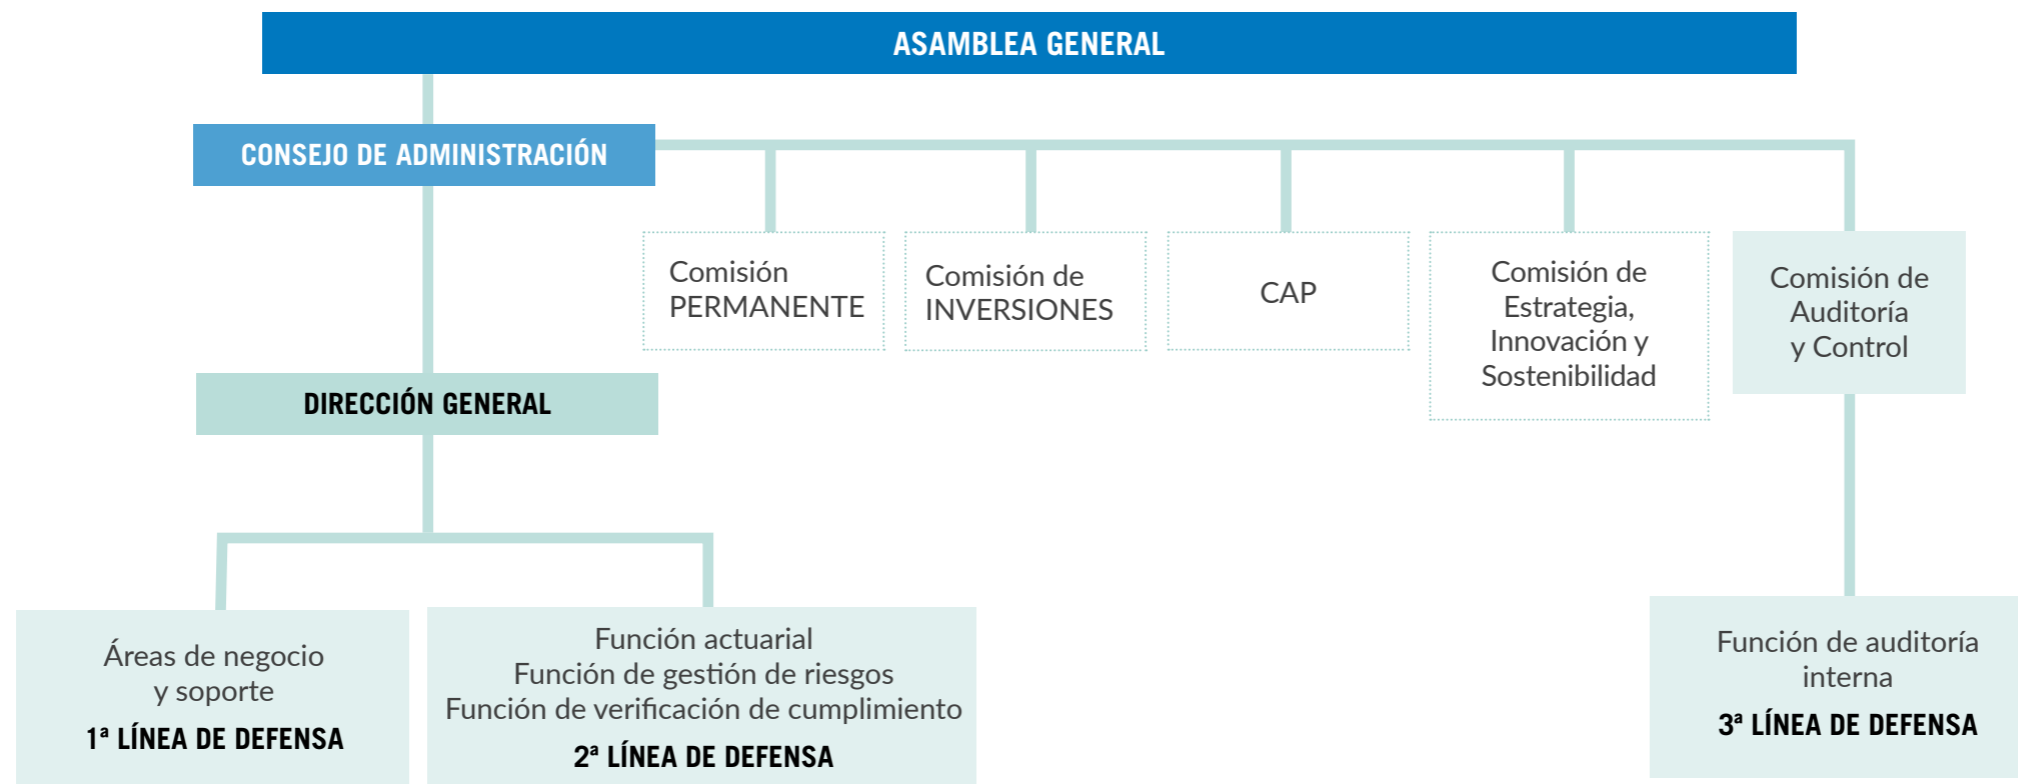 ASAMBLEA GENERAL
CONSEJO DE ADMINISTRACIÓN
Comisión
PERMANENTE
Comisión de
INVERSIONES
CAP
Comisión de
Estrategia,
Innovación y
Sostenibilidad
Comisión de
Auditoría
y Control
DIRECCIÓN GENERAL
Áreas de negocio
y soporte
1ª LÍNEA DE DEFENSA
Función actuarial
Función de gestión de riesgos
Función de verificación de cumplimiento
2ª LÍNEA DE DEFENSA
Función de auditoría
interna
3ª LÍNEA DE DEFENSA